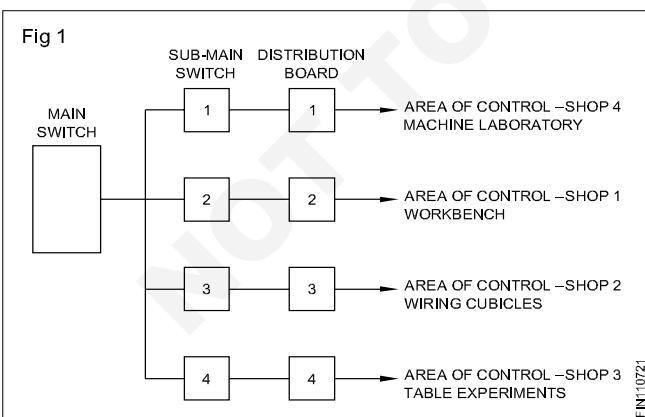 Fig 1
SUB-MAIN SWITCH
DISTRIBUTION BOARD
MAIN SWITCH
1
1
AREA OF CONTROL –SHOP 4
MACHINE LABORATORY
2
2
AREA OF CONTROL –SHOP 1
WORKBENCH
3
3
AREA OF CONTROL –SHOP 2
WIRING CUBICLES
4
4
AREA OF CONTROL –SHOP 3
TABLE EXPERIMENTS
FIN110721
NOT TO